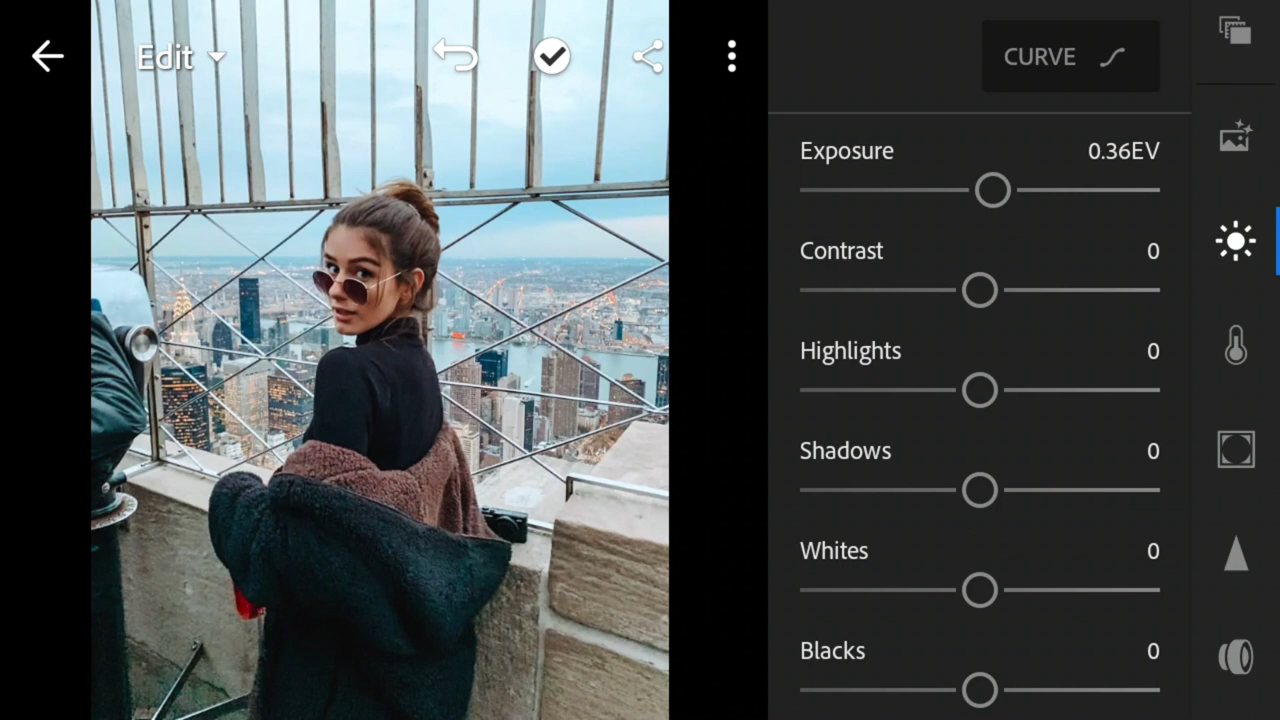 Edit
CURVE
Exposure 0.36EV
Contrast 0
Highlights 0
Shadows 0
Whites 0
Blacks 0